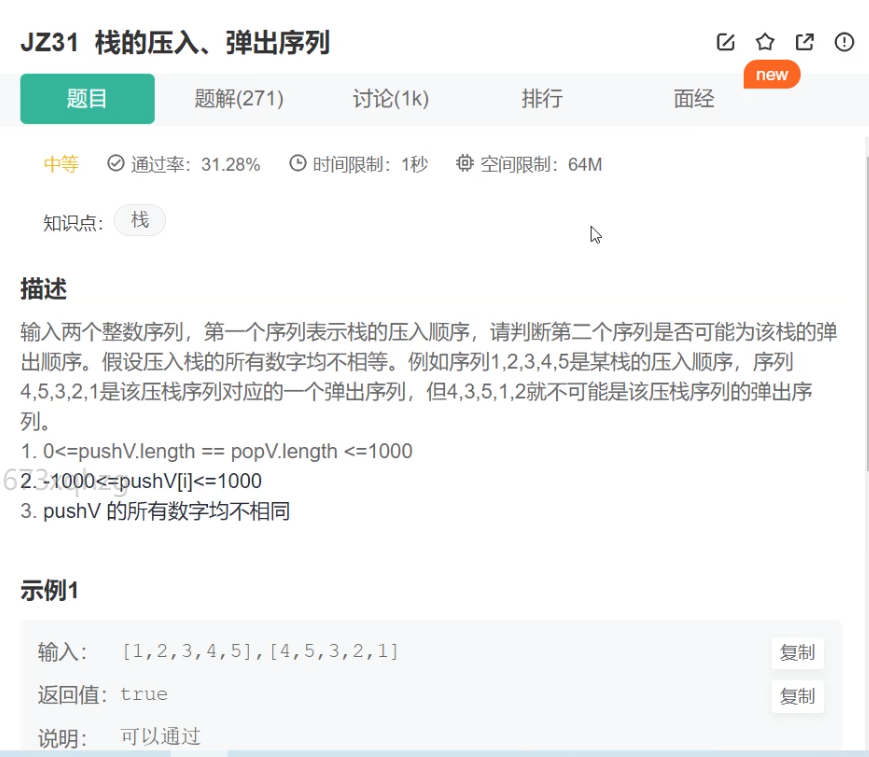 JZ31 栈的压入、弹出序列
new
题目 题解(271) 讨论(1k) 排行 面经
中等 通过率：31.28% 时间限制：1秒 空间限制：64M
知识点： 栈
描述
输入两个整数序列，第一个序列表示栈的压入顺序，请判断第二个序列是否可能为该栈的弹
出顺序。假设压入栈的所有数字均不相等。例如序列1,2,3,4,5是某栈的压入顺序，序列
4,5,3,2,1是该压栈序列对应的一个弹出序列，但4,3,5,1,2就不可能是该压栈序列的弹出序
列。
1. 0<=pushV.length == popV.length <=1000
2. -1000<=pushV[i]<=1000
3. pushV 的所有数字均不相同
示例1
输入： [1,2,3,4,5],[4,5,3,2,1] 复制
返回值： true 复制
说明： 可以通过